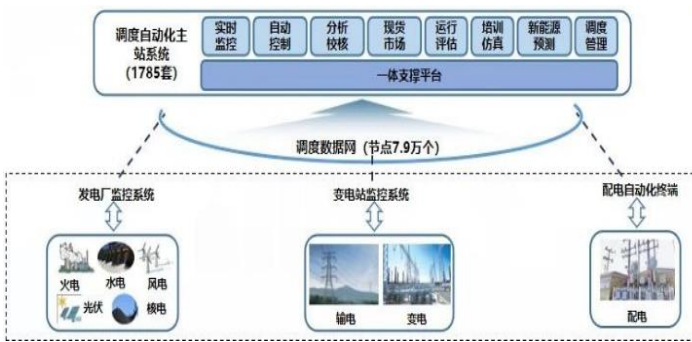 调度自动化主
站系统
(1785套)
实时
监控
自动
控制
分析
校核
现货
市场
运行
评估
培训
仿真
新能源
预测
调度
管理
一体支撑平台
调度数据网 (节点7.9万个)
发电厂监控系统
变电站监控系统
配电自动化终端
火电
水电
风电
光伏
核电
输电
变电
配电